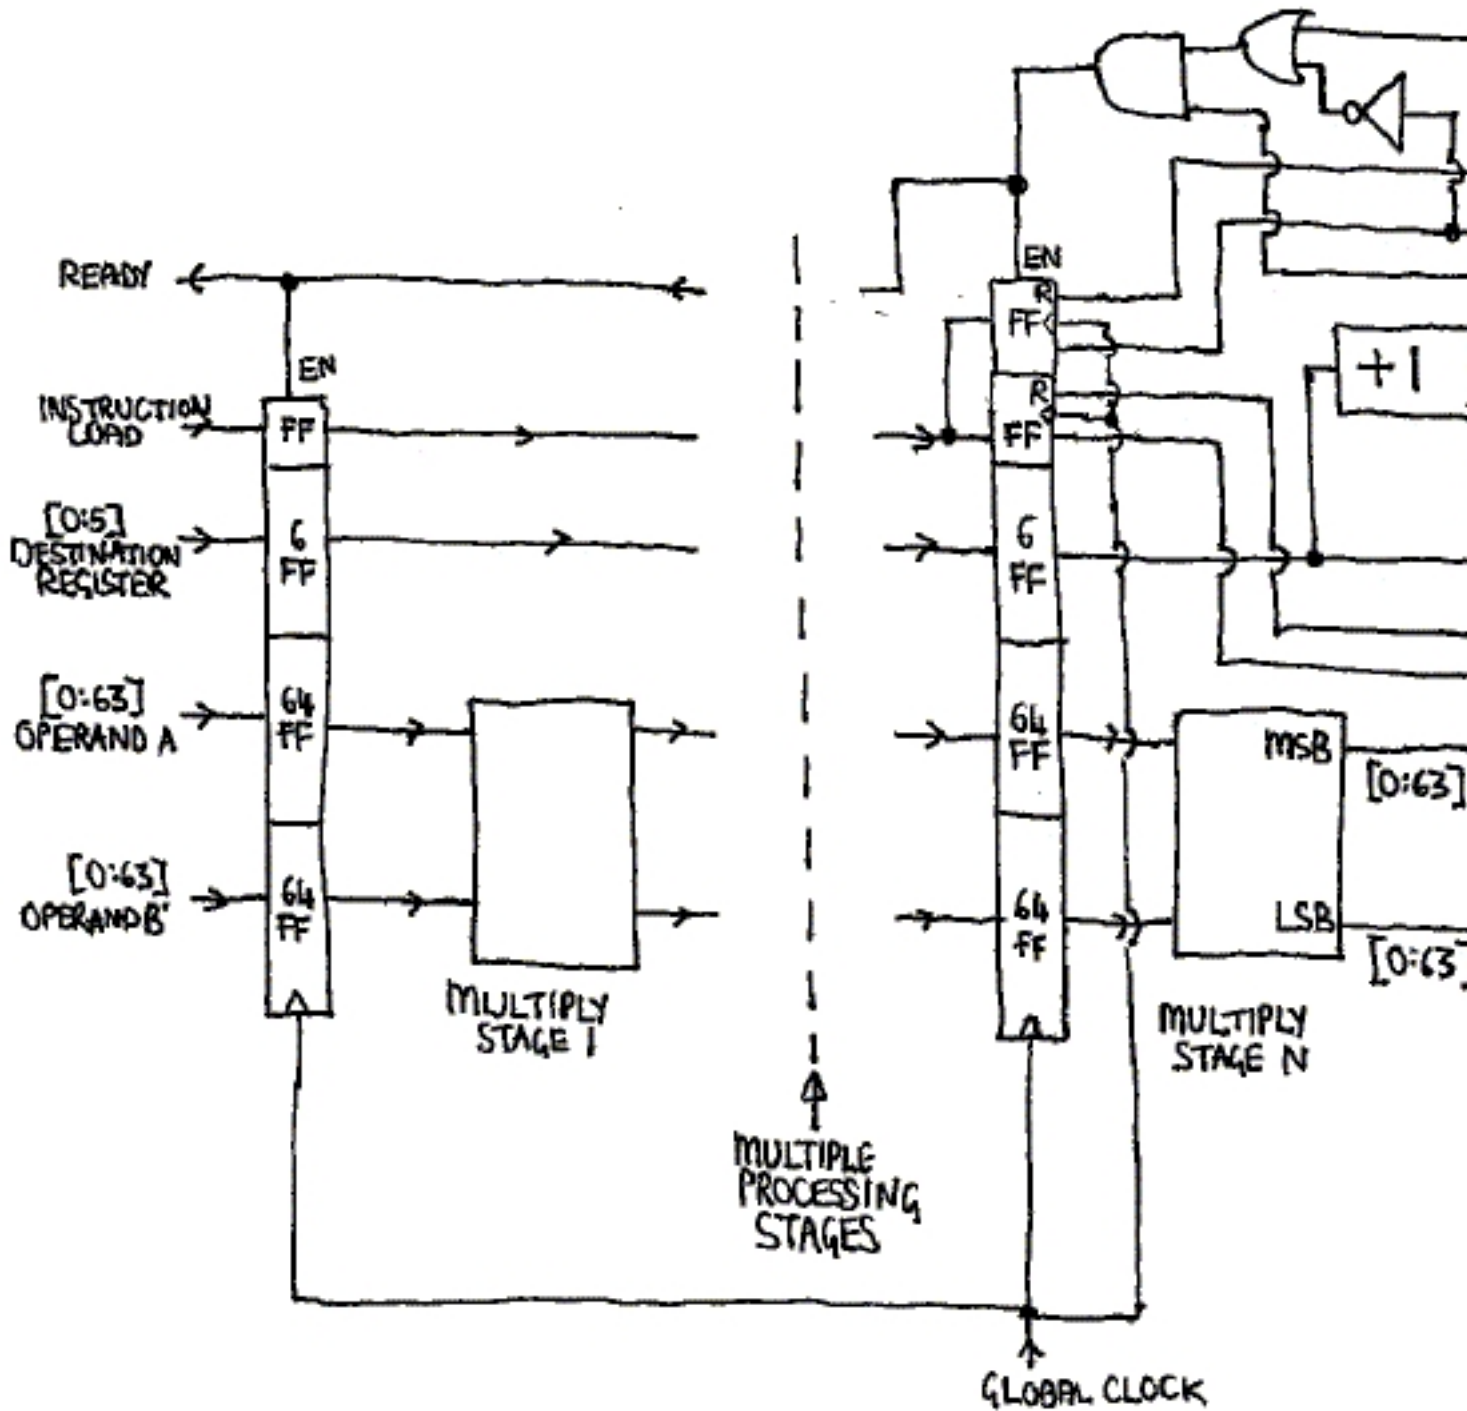 READY
EN
INSTRUCTION
LOAD
FF
[0:5]
DESTINATION
REGISTER
6
FF
[0:63]
OPERAND A
64
FF
[0:63]
OPERAND B
64
FF
MULTIPLY
STAGE 1
MULTIPLE
PROCESSING
STAGES
EN
R
FF
R
FF
6
FF
64
FF
64
FF
+1
MSB
[0:63]
LSB
[0:63]
MULTIPLY
STAGE N
GLOBAL CLOCK